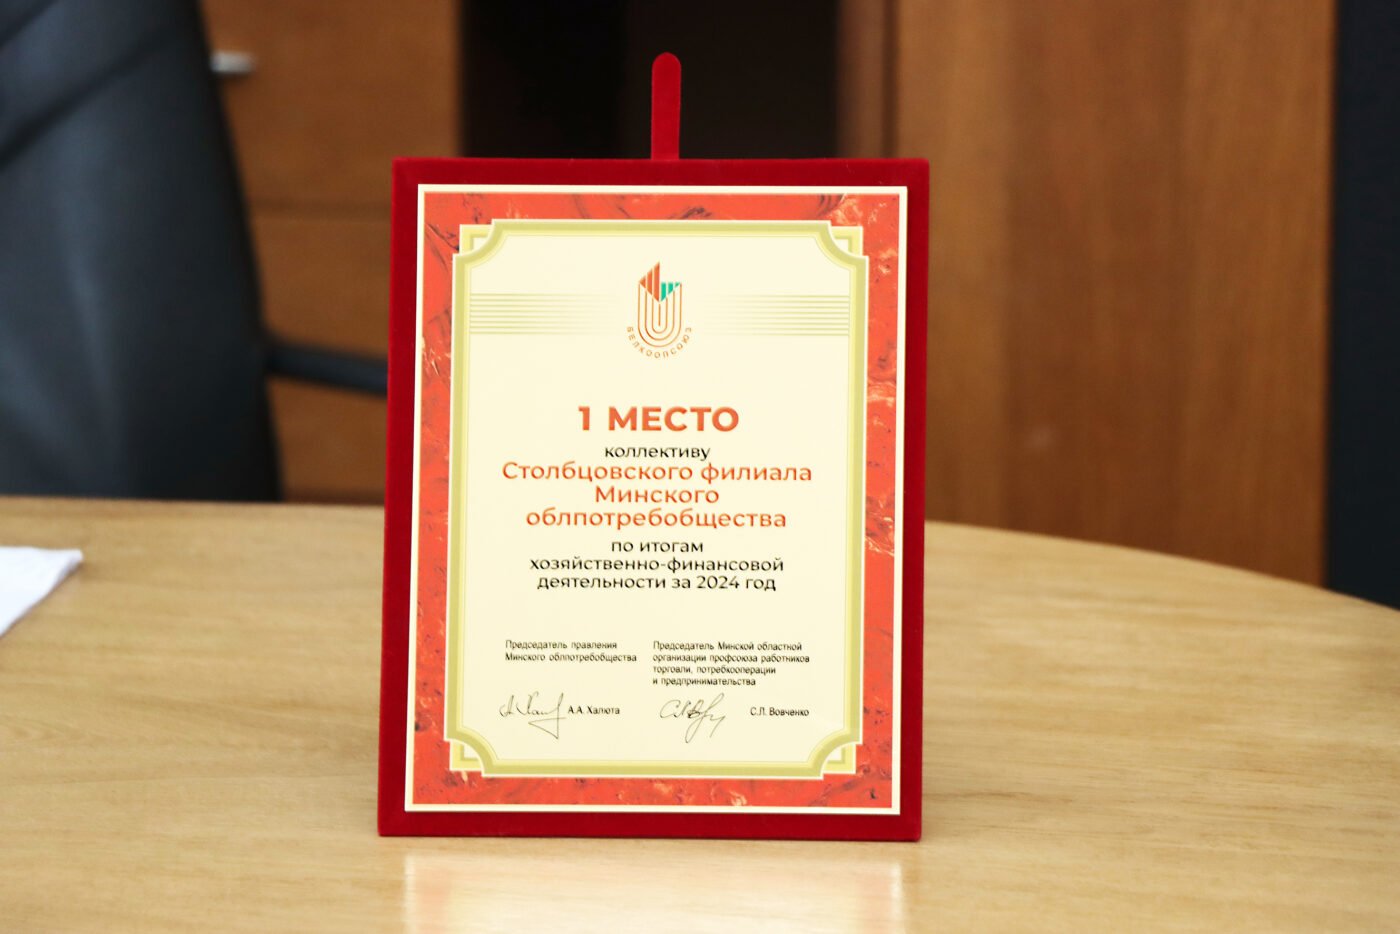 БЕЛКООПСОЮЗ
1 МЕСТО
коллективу
Столбцовского филиала
Минского
облпотребобщества
по итогам
хозяйственно-финансовой
деятельности за 2024 год
Председатель правления
Минского облпотребобщества
А.А. Халюта
Председатель Минской областной
организации профсоюза работников
торговли, потребкооперации
и предпринимательства
С.Л. Вовченко